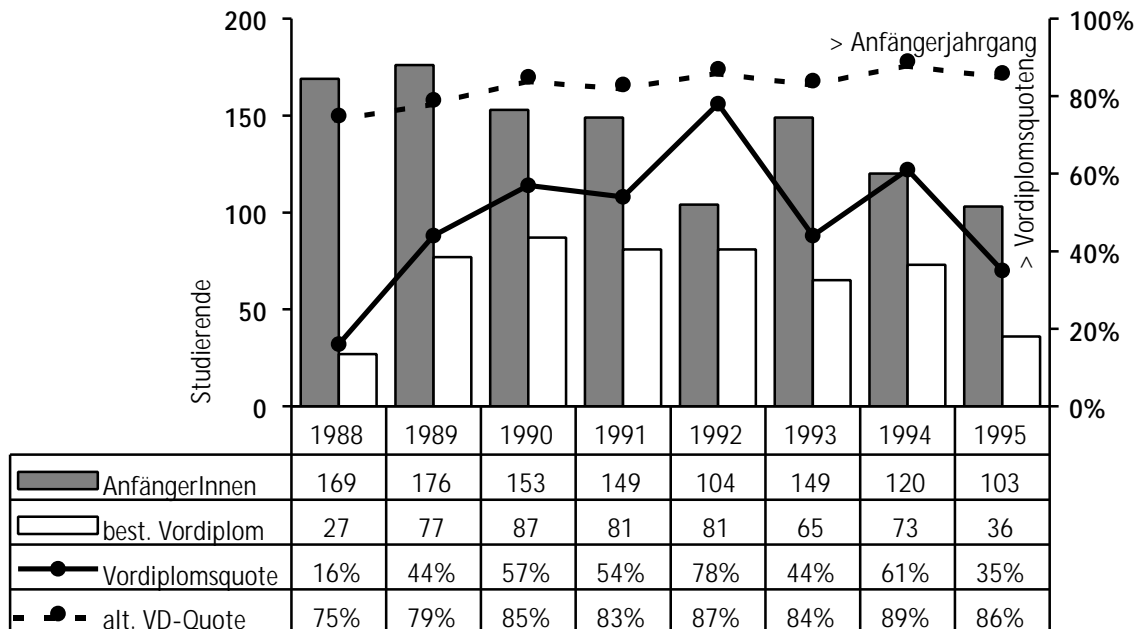 200
150
100
50
0
Studierende
100%
80%
60%
40%
20%
0%
> Anfängerjahrgang
> Vordiplomsquoten
1988 1989 1990 1991 1992 1993 1994 1995
AnfängerInnen 169 176 153 149 104 149 120 103
best. Vordiplom 27 77 87 81 81 65 73 36
Vordiplomsquote 16% 44% 57% 54% 78% 44% 61% 35%
alt. VD-Quote 75% 79% 85% 83% 87% 84% 89% 86%